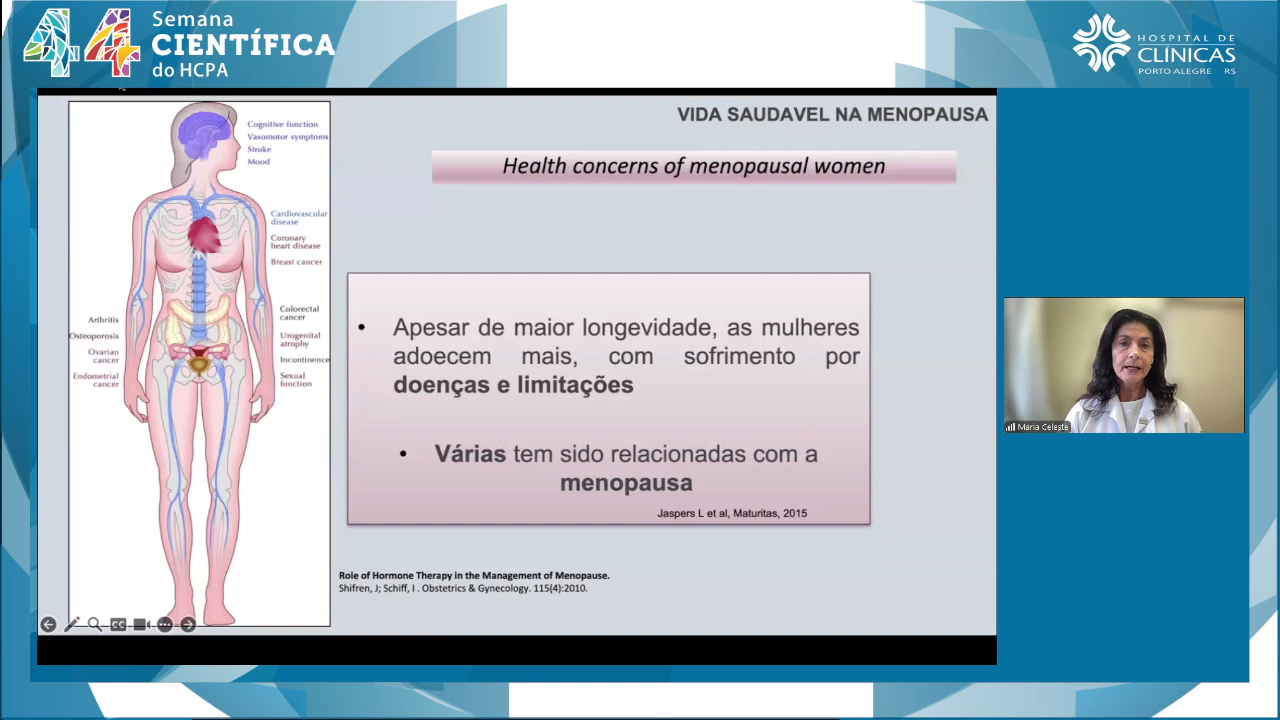 44
Semana
CIENTÍFICA
do HCPA
HOSPITAL DE
CLÍNICAS
PORTO ALEGRE RS
VIDA SAUDAVEL NA MENOPAUSA
Health concerns of menopausal women
Cognitive function
Vasomotor symptoms
Stroke
Mood
Cardiovascular
disease
Coronary
heart disease
Breast cancer
Colorectal
cancer
Urogenital
atrophy
Incontinence
Sexual
function
Arthritis
Osteoporosis
Ovarian
cancer
Endometrial
cancer
• Apesar de maior longevidade, as mulheres
adoecem mais, com sofrimento por
doenças e limitações
• Várias tem sido relacionadas com a
menopausa
Jaspers L et al, Maturitas, 2015
Role of Hormone Therapy in the Management of Menopause.
Shifren, J; Schiff, I . Obstetrics & Gynecology. 115(4):2010.
CC
Maria Celeste